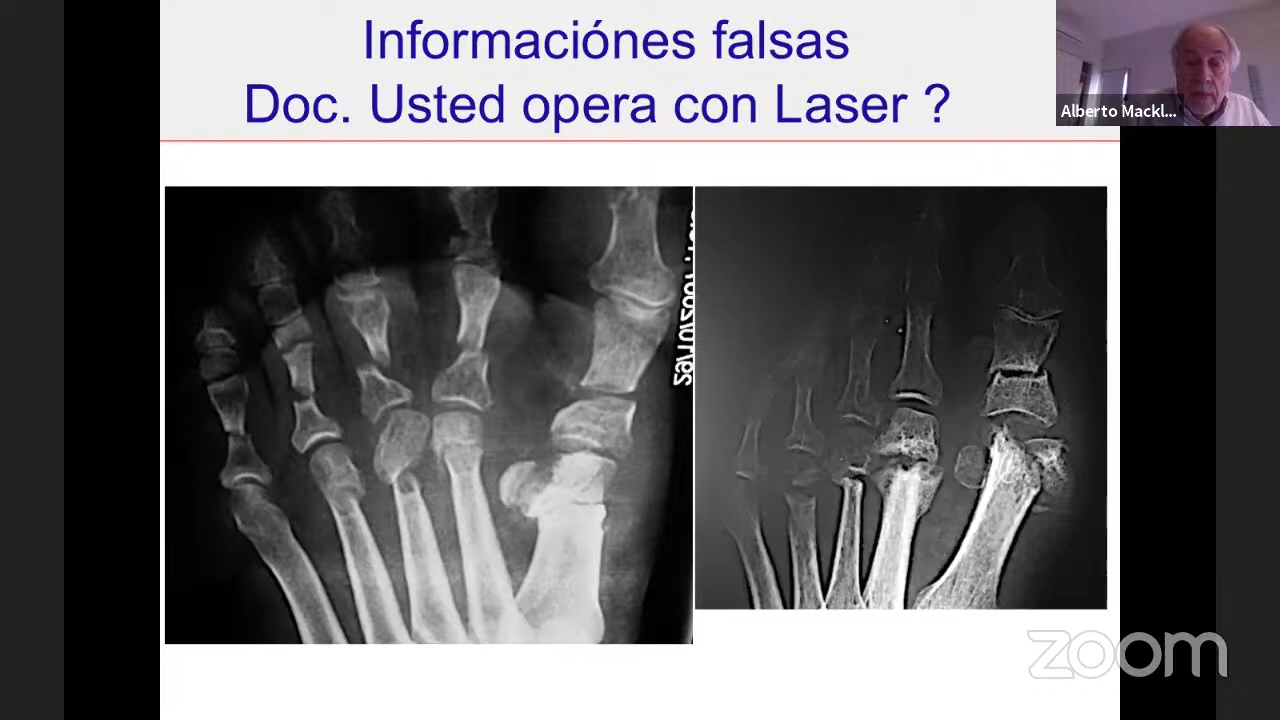 Informaciónes falsas
Doc. Usted opera con Laser ?
Alberto Mackl...
zoom